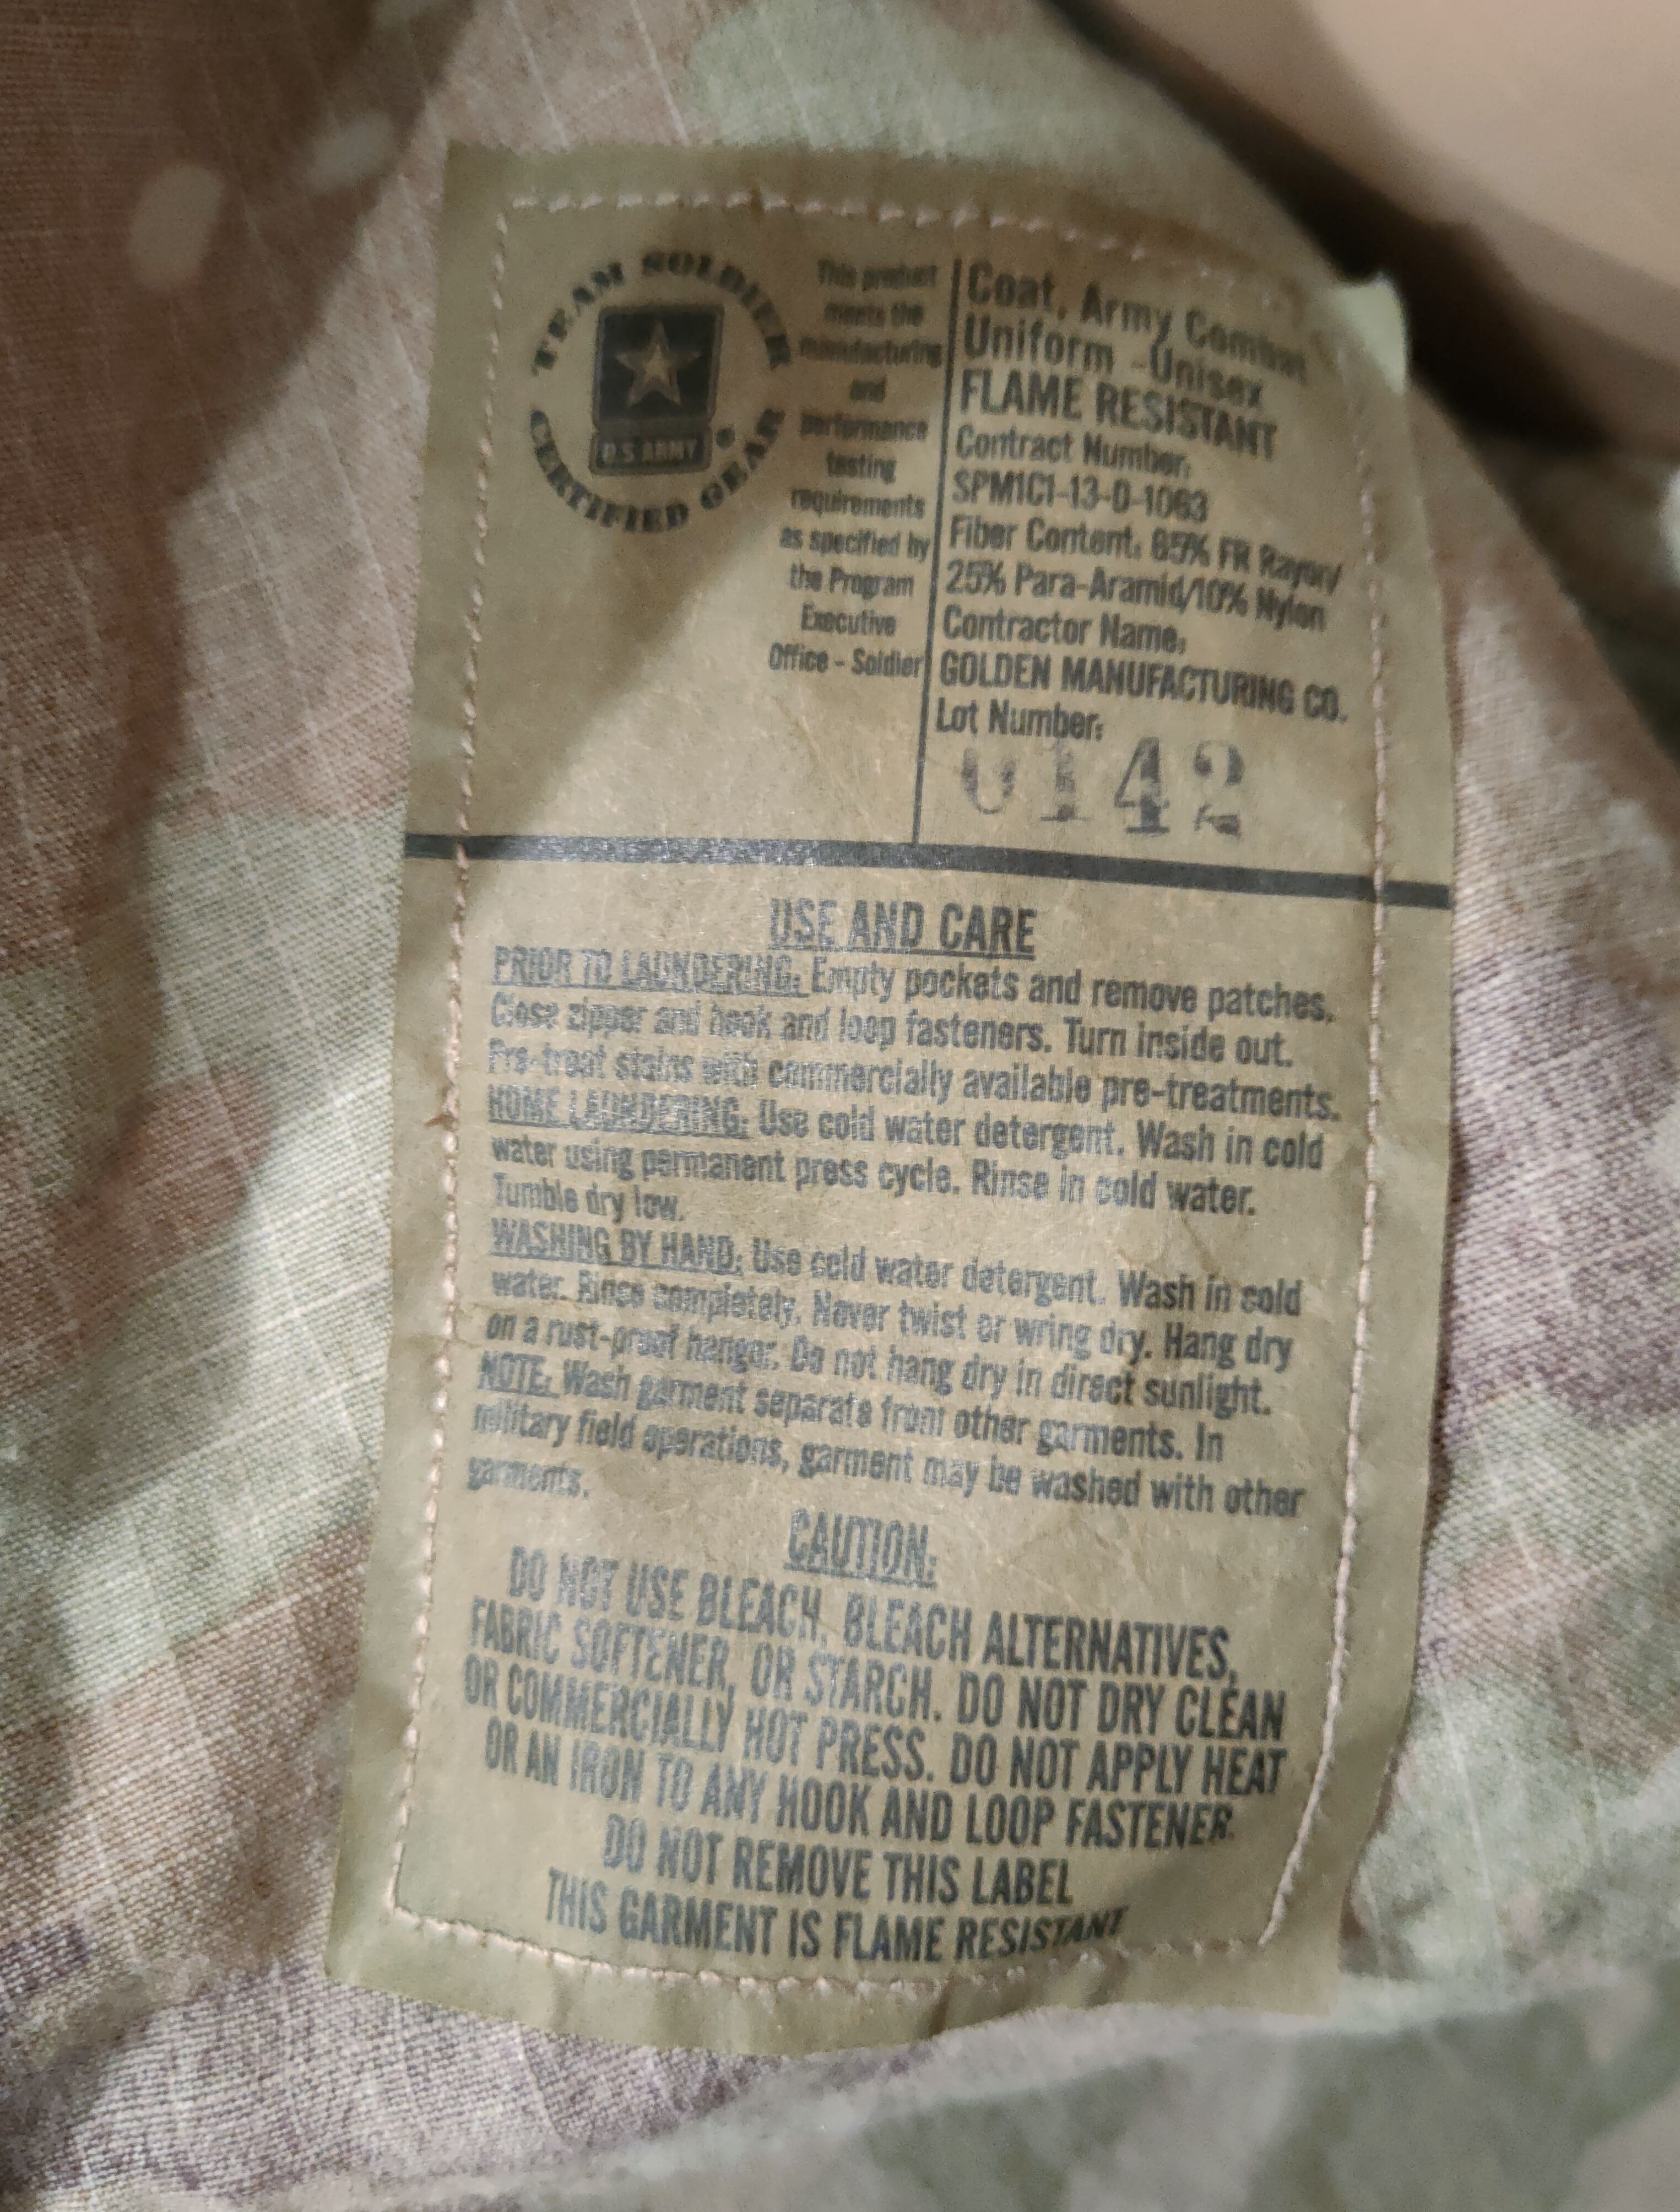 TEAM SOLDIER
U.S ARMY
CERTIFIED GEAR
This product
meets the
manufacturing
and
performance
testing
requirements
as specified by
the Program
Executive
Office - Soldier
Coat, Army Combat
Uniform -Unisex
FLAME RESISTANT
Contract Number:
SPM1C1-13-D-1063
Fiber Content: 65% FR Rayon/
25% Para-Aramid/10% Nylon
Contractor Name:
GOLDEN MANUFACTURING CO.
Lot Number:
0142
USE AND CARE
PRIOR TO LAUNDERING: Empty pockets and remove patches.
Close zipper and hook and loop fasteners. Turn inside out.
Pre-treat stains with commercially available pre-treatments.
HOME LAUNDERING: Use cold water detergent. Wash in cold
water using permanent press cycle. Rinse in cold water.
Tumble dry low.
WASHING BY HAND: Use cold water detergent. Wash in cold
water. Rinse completely. Never twist or wring dry. Hang dry
on a rust-proof hanger. Do not hang dry in direct sunlight.
NOTE: Wash garment separate from other garments. In
military field operations, garment may be washed with other
garments.
CAUTION:
DO NOT USE BLEACH, BLEACH ALTERNATIVES,
FABRIC SOFTENER, OR STARCH. DO NOT DRY CLEAN
OR COMMERCIALLY HOT PRESS. DO NOT APPLY HEAT
OR AN IRON TO ANY HOOK AND LOOP FASTENER.
DO NOT REMOVE THIS LABEL
THIS GARMENT IS FLAME RESISTANT